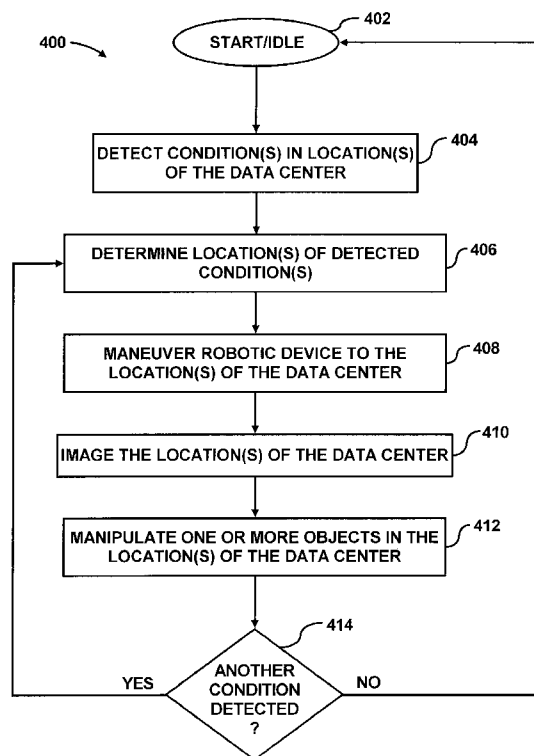 402
400
START/IDLE
404
DETECT CONDITION(S) IN LOCATION(S)
OF THE DATA CENTER
DETERMINE LOCATION(S) OF DETECTED
CONDITION(S)
406
MANEUVER ROBOTIC DEVICE TO THE
LOCATION(S) OF THE DATA CENTER
408
410
IMAGE THE LOCATION(S) OF THE DATA CENTER
MANIPULATE ONE OR MORE OBJECTS IN THE
LOCATION(S) OF THE DATA CENTER
412
414
YES
ANOTHER
CONDITION
DETECTED
?
NO